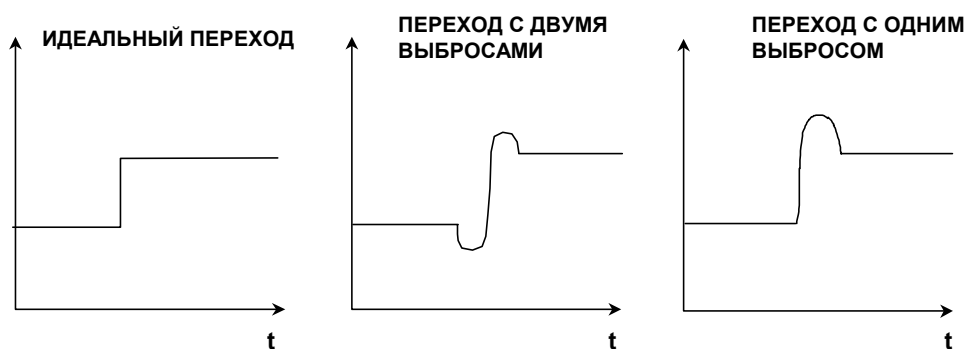 ИДЕАЛЬНЫЙ ПЕРЕХОД
ПЕРЕХОД С ДВУМЯ
ВЫБРОСАМИ
ПЕРЕХОД С ОДНИМ
ВЫБРОСОМ
t
t
t